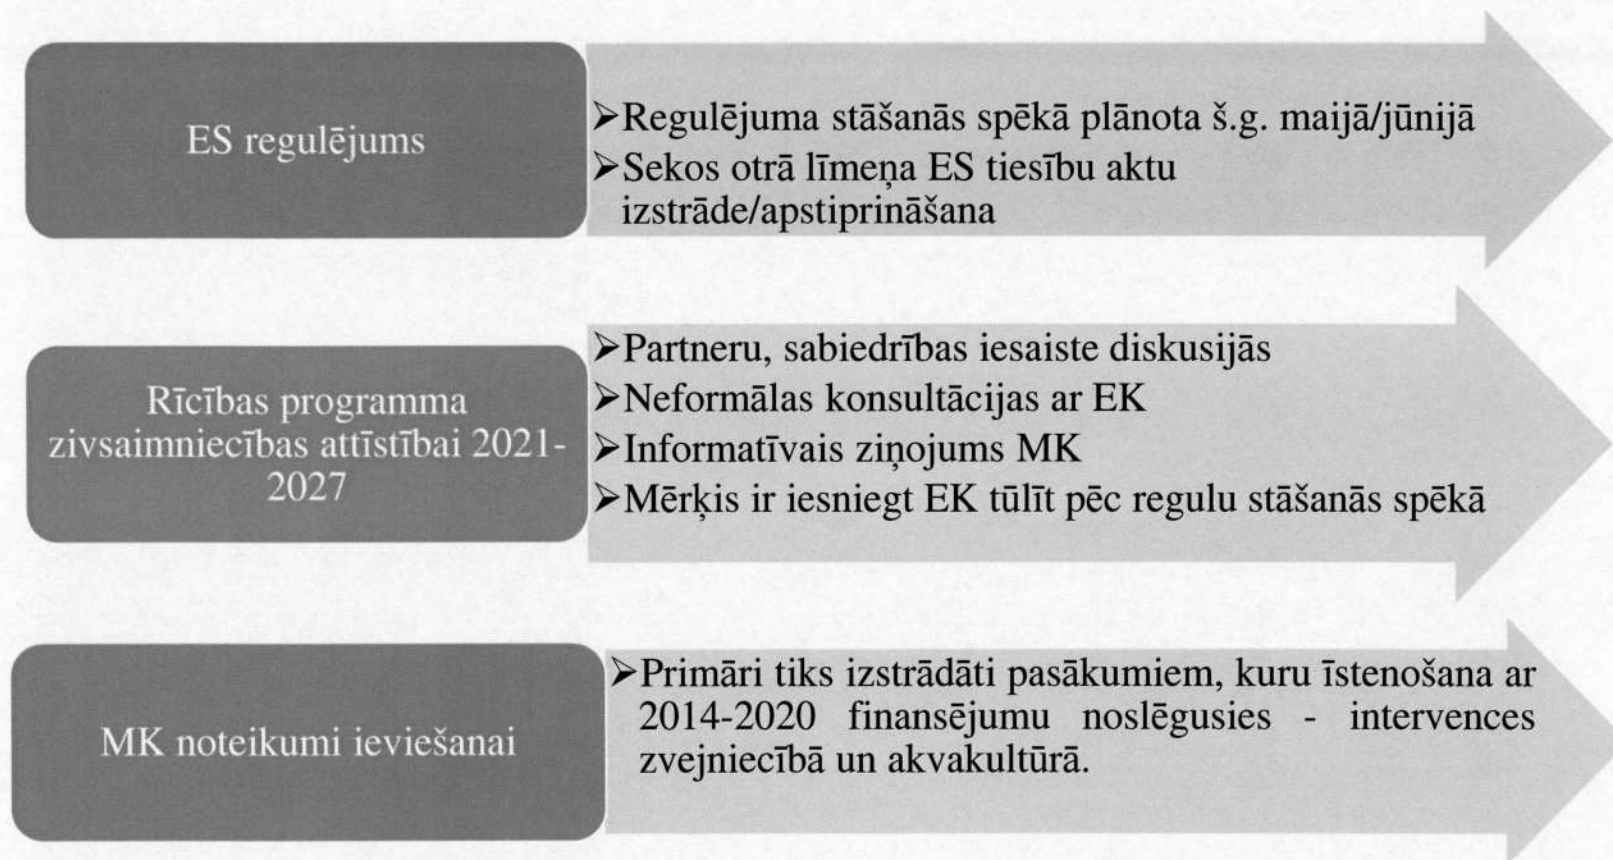 ES regulējums
➢Regulējuma stāšanās spēkā plānota š.g. maijā/jūnijā
➢Sekos otrā līmeņa ES tiesību aktu
izstrāde/apstiprināšana
Rīcības programma
zivsaimniecības attīstībai 2021-
2027
➢Partneru, sabiedrības iesaiste diskusijās
➢Neformālas konsultācijas ar EK
➢Informatīvais ziņojums MK
➢Mērķis ir iesniegt EK tūlīt pēc regulu stāšanās spēkā
MK noteikumi ieviešanai
➢Primāri tiks izstrādāti pasākumiem, kuru īstenošana ar
2014-2020 finansējumu noslēgusies - intervences
zvejniecībā un akvakultūrā.